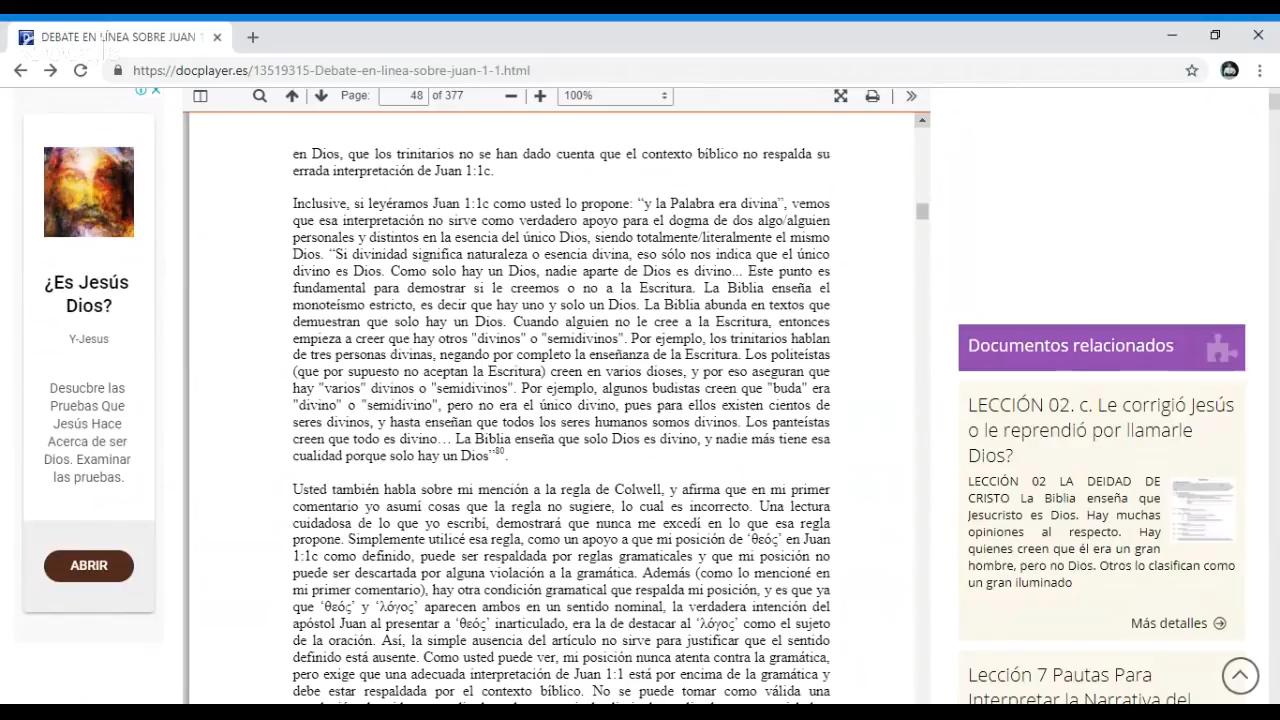 DEBATE EN LÍNEA SOBRE JUAN 1
https://docplayer.es/13519315-Debate-en-linea-sobre-juan-1-1.html
Page: 48 of 377
100%
en Dios, que los trinitarios no se han dado cuenta que el contexto bíblico no respalda su
errada interpretación de Juan 1:1c.
Inclusive, si leyéramos Juan 1:1c como usted lo propone: “y la Palabra era divina”, vemos
que esa interpretación no sirve como verdadero apoyo para el dogma de dos algo/alguien
personales y distintos en la esencia del único Dios, siendo totalmente/literalmente el mismo
Dios. “Si divinidad significa naturaleza o esencia divina, eso sólo nos indica que el único
divino es Dios. Como solo hay un Dios, nadie aparte de Dios es divino... Este punto es
fundamental para demostrar si le creemos o no a la Escritura. La Biblia enseña el
monoteísmo estricto, es decir que hay uno y solo un Dios. La Biblia abunda en textos que
demuestran que solo hay un Dios. Cuando alguien no le cree a la Escritura, entonces
empieza a creer que hay otros "divinos" o "semidivinos". Por ejemplo, los trinitarios hablan
de tres personas divinas, negando por completo la enseñanza de la Escritura. Los politeístas
(que por supuesto no aceptan la Escritura) creen en varios dioses, y por eso aseguran que
hay "varios" divinos o "semidivinos". Por ejemplo, algunos budistas creen que "buda" era
"divino" o "semidivino", pero no era el único divino, pues para ellos existen cientos de
seres divinos, y hasta enseñan que todos los seres humanos somos divinos. Los panteístas
creen que todo es divino… La Biblia enseña que solo Dios es divino, y nadie más tiene esa
cualidad porque solo hay un Dios”80.
Usted también habla sobre mi mención a la regla de Colwell, y afirma que en mi primer
comentario yo asumí cosas que la regla no sugiere, lo cual es incorrecto. Una lectura
cuidadosa de lo que yo escribí, demostrará que nunca me excedí en lo que esa regla
propone. Simplemente utilicé esa regla, como un apoyo a que mi posición de ‘θεός’ en Juan
1:1c como definido, puede ser respaldada por reglas gramaticales y que mi posición no
puede ser descartada por alguna violación a la gramática. Además (como lo mencioné en
mi primer comentario), hay otra condición gramatical que respalda mi posición, y es que ya
que ‘θεός’ y ‘λόγος’ aparecen ambos en un sentido nominal, la verdadera intención del
apóstol Juan al presentar a ‘θεός’ inarticulado, era la de destacar al ‘λόγος’ como el sujeto
de la oración. Así, la simple ausencia del artículo no sirve para justificar que el sentido
definido está ausente. Como usted puede ver, mi posición nunca atenta contra la gramática,
pero exige que una adecuada interpretación de Juan 1:1 está por encima de la gramática y
debe estar respaldada por el contexto bíblico. No se puede tomar como válida una
¿Es Jesús
Dios?
Y-Jesus
Desucbre las
Pruebas Que
Jesús Hace
Acerca de ser
Dios. Examinar
las pruebas.
ABRIR
Documentos relacionados
LECCIÓN 02. c. Le corrigió Jesús
o le reprendió por llamarle
Dios?
LECCIÓN 02 LA DEIDAD DE
CRISTO La Biblia enseña que
Jesucristo es Dios. Hay muchas
opiniones al respecto. Hay
quienes creen que él era un gran
hombre, pero no Dios. Otros lo clasifican como
un gran iluminado
Más detalles
Lección 7 Pautas Para
Interpretar la Narrativa del